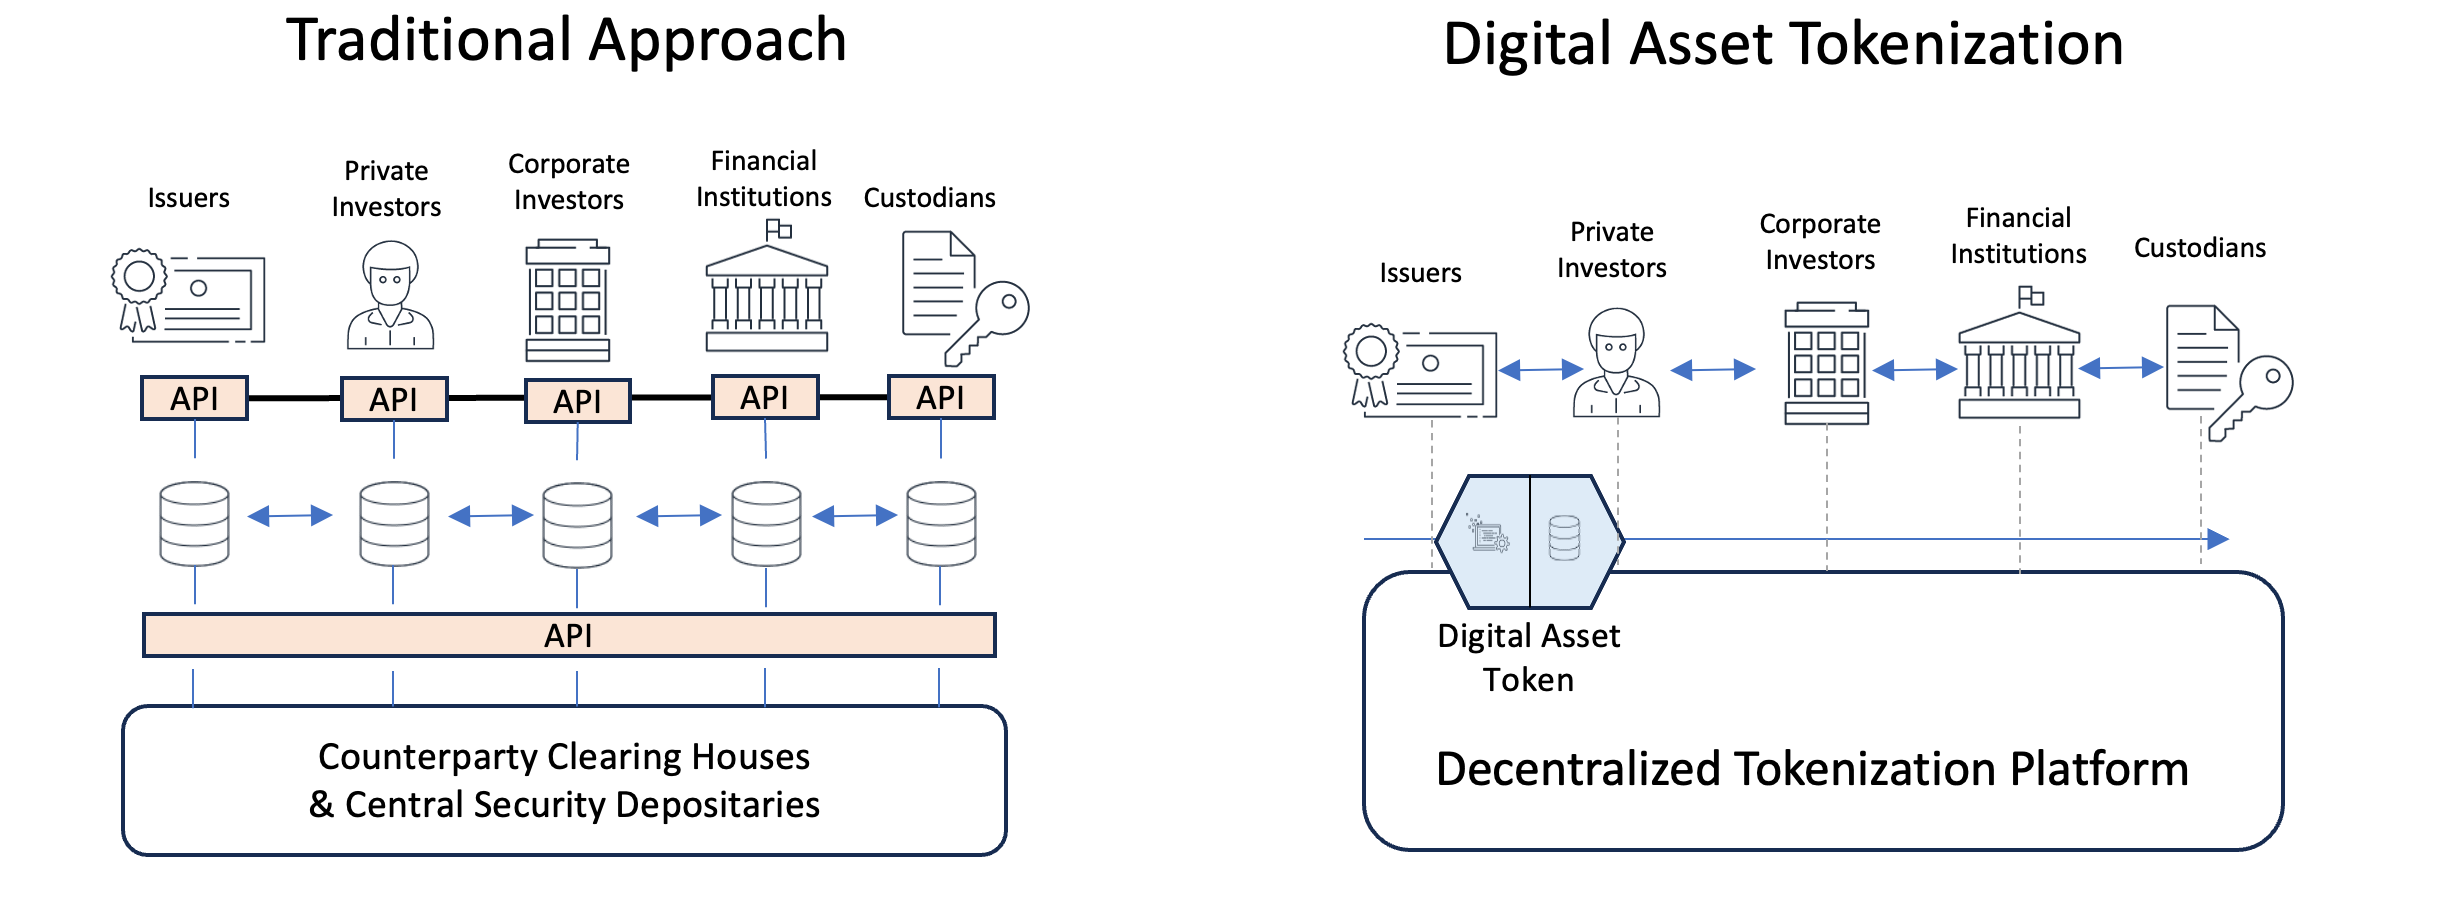 Traditional Approach
Issuers
Private
Investors
Corporate
Investors
Financial
Institutions
Custodians
API
API
API
API
API
API
Counterparty Clearing Houses
& Central Security Depositaries
Digital Asset Tokenization
Issuers
Private
Investors
Corporate
Investors
Financial
Institutions
Custodians
Digital Asset
Token
Decentralized Tokenization Platform